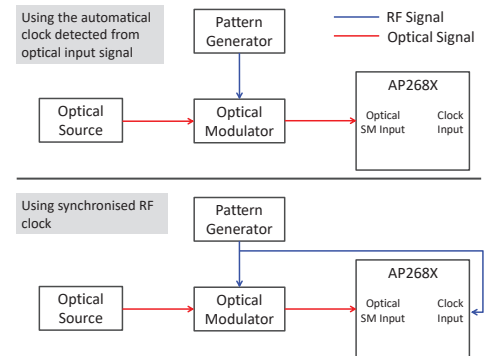 Using the automatical
clock detected from
optical input signal
Pattern
Generator
RF Signal
Optical Signal
Optical
Source
Optical
Modulator
AP268X
Optical
SM Input
Clock
Input
Using synchronised RF
clock
Pattern
Generator
Optical
Source
Optical
Modulator
AP268X
Optical
SM Input
Clock
Input